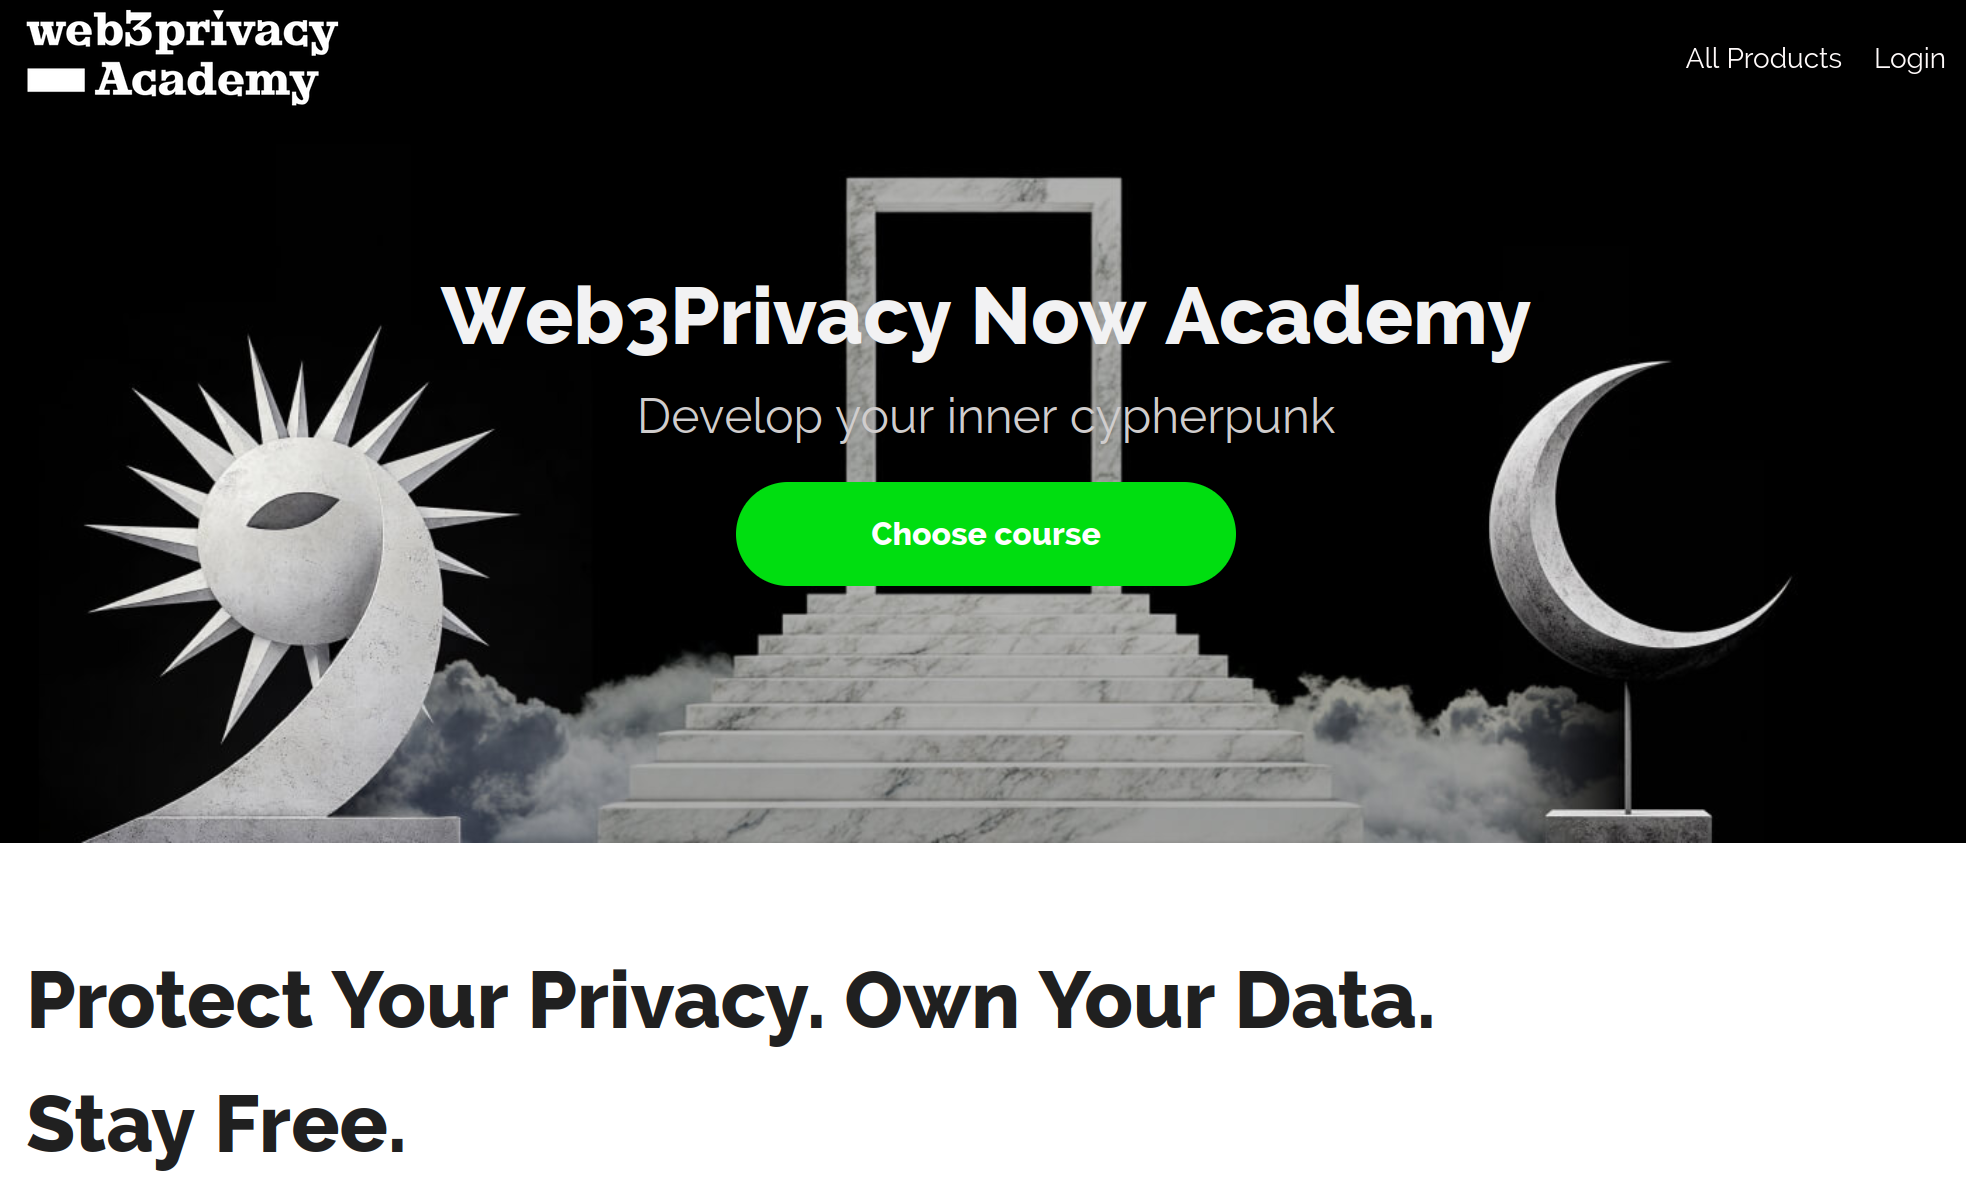 web3privacy
Academy
All Products
Login
Web3Privacy Now Academy
Develop your inner cypherpunk
Choose course
Protect Your Privacy. Own Your Data.
Stay Free.